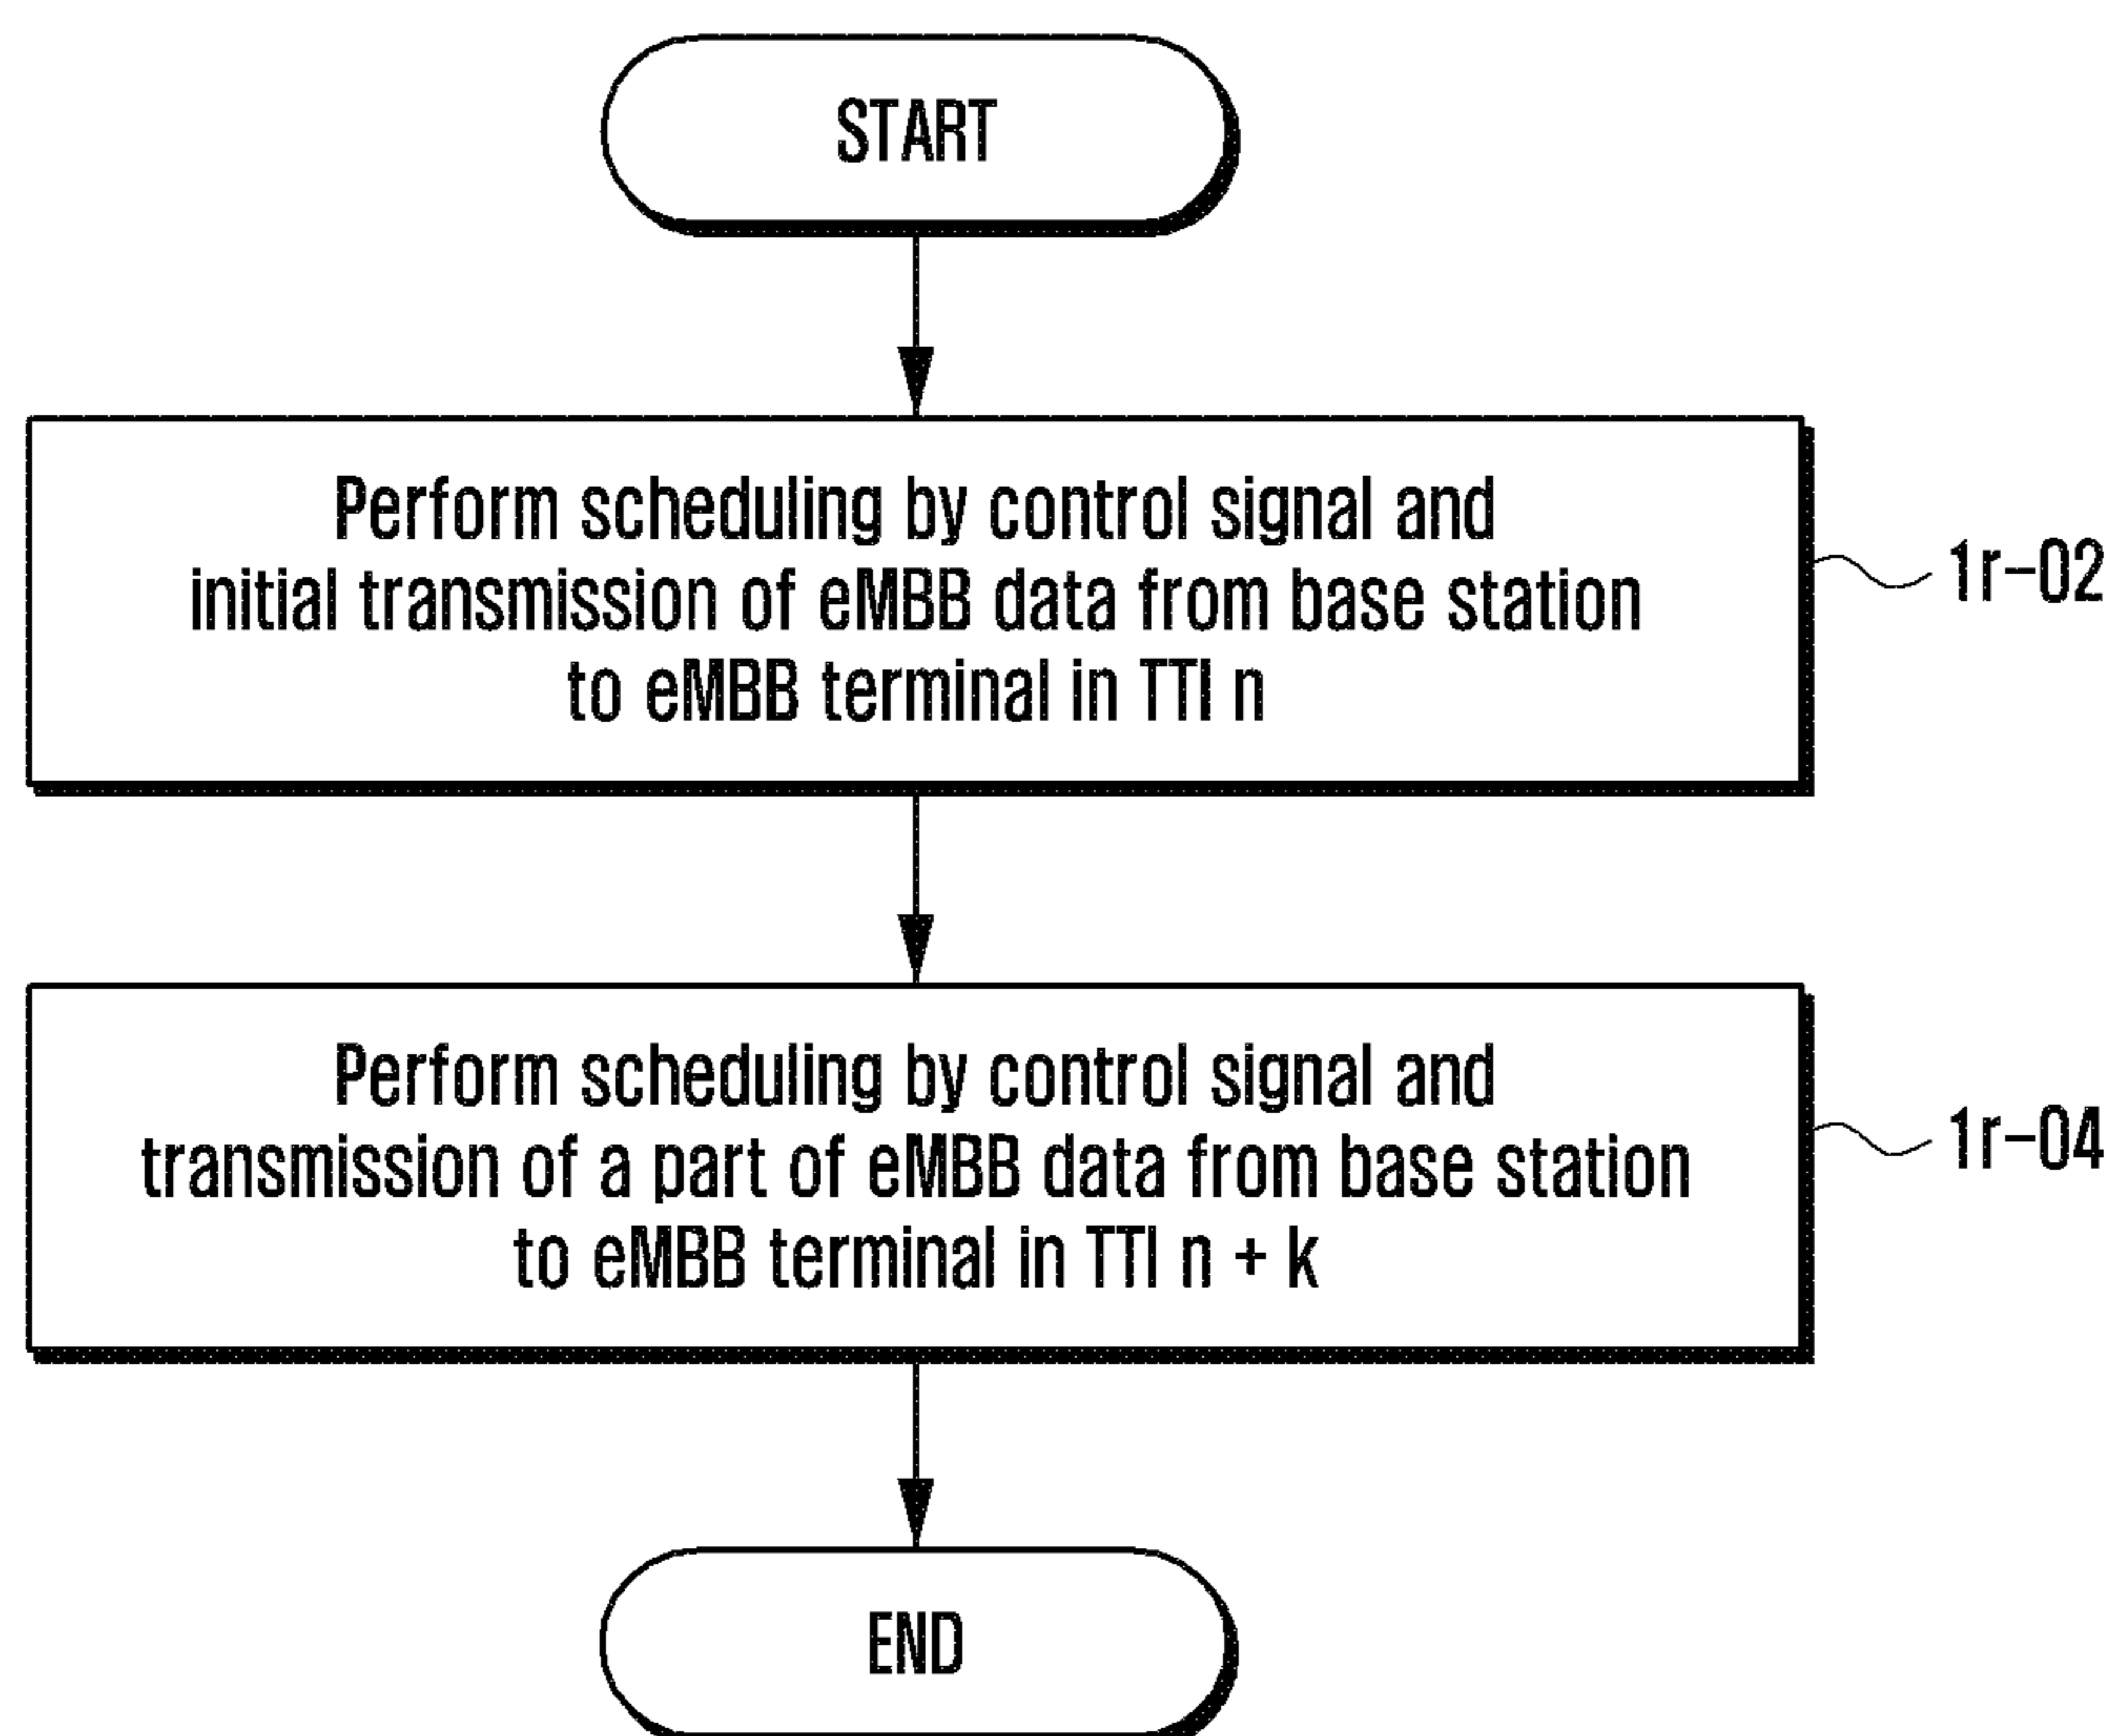 START
Perform scheduling by control signal and
initial transmission of eMBB data from base station
to eMBB terminal in TTI n
1r-02
Perform scheduling by control signal and
transmission of a part of eMBB data from base station
to eMBB terminal in TTI n + k
1r-04
END